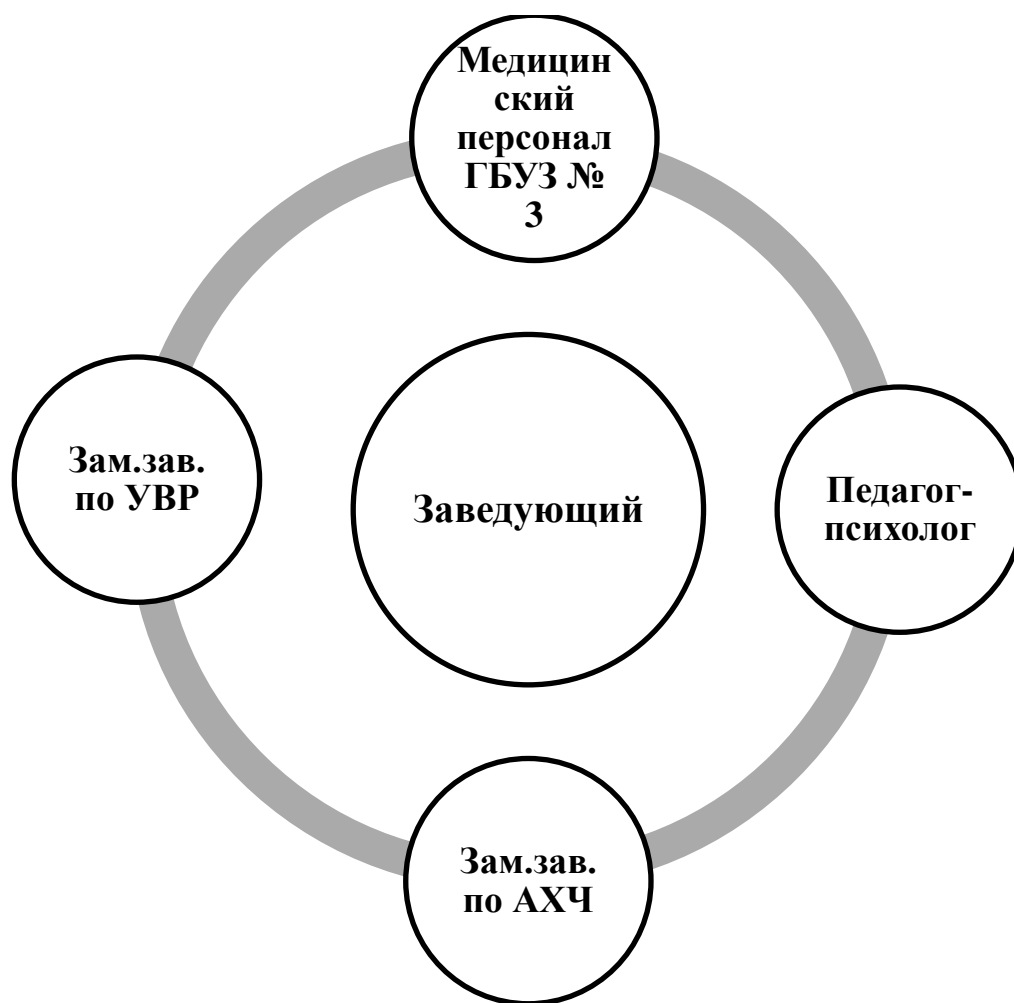 Медицин
ский
персонал
ГБУЗ №
3
Зам.зав.
по УВР
Заведующий
Педагог-
психолог
Зам.зав.
по АХЧ